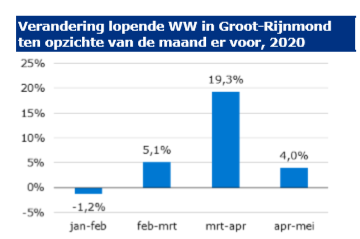 Verandering lopende WW in Groot-Rijnmond
ten opzichte van de maand er voor, 2020
25%
20%
15%
10%
5%
0%
-5%
-1,2%
5,1%
19,3%
4,0%
jan-feb
feb-mrt
mrt-apr
apr-mei